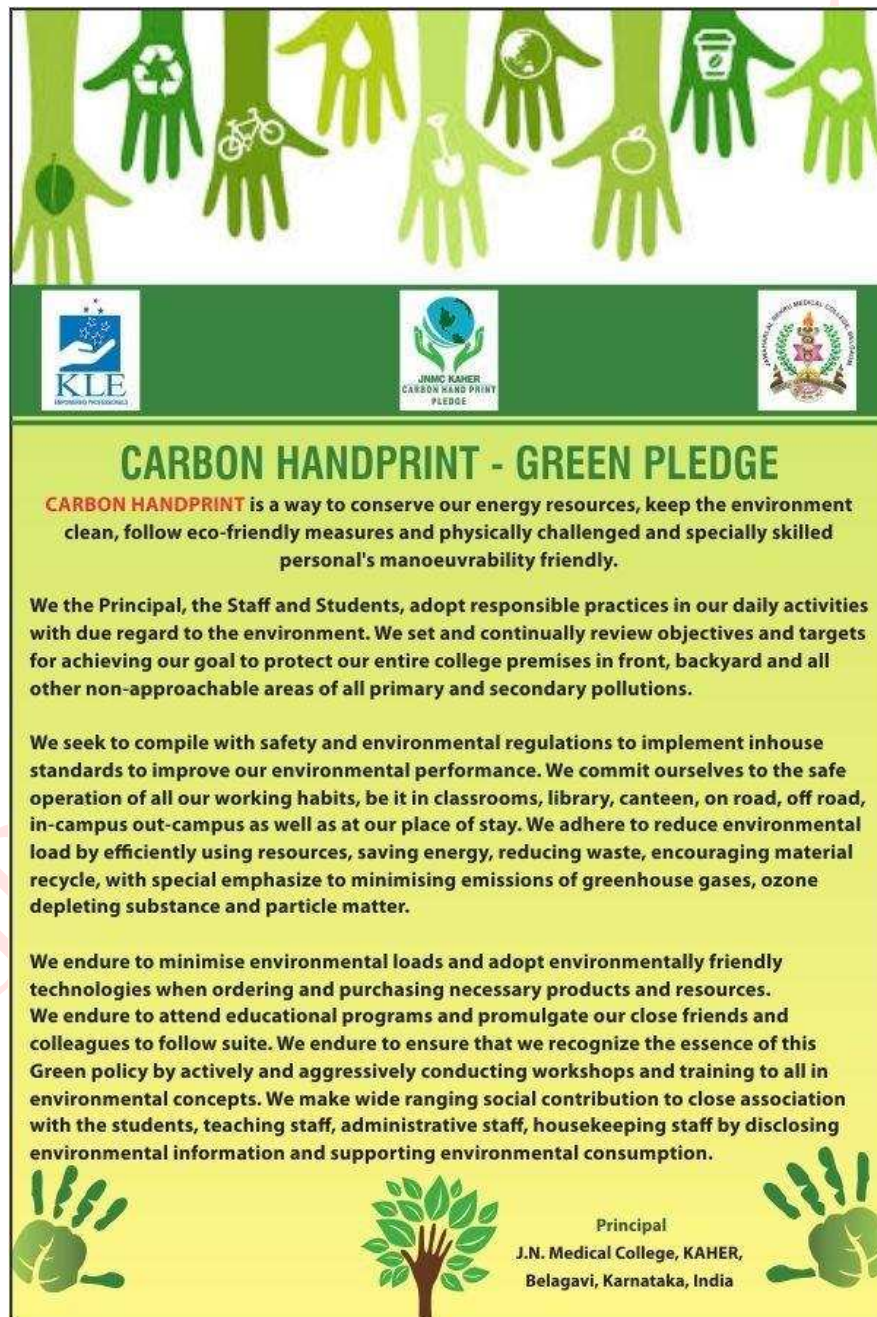 KLE
EMPOWERING PROFESSIONALS
JNMC KAHER
CARBON HAND PRINT
PLEDGE
JAWAHARLAL NEHRU MEDICAL COLLEGE, BELGAUM
CARBON HANDPRINT - GREEN PLEDGE
CARBON HANDPRINT is a way to conserve our energy resources, keep the environment
clean, follow eco-friendly measures and physically challenged and specially skilled
personal's manoeuvrability friendly.
We the Principal, the Staff and Students, adopt responsible practices in our daily activities
with due regard to the environment. We set and continually review objectives and targets
for achieving our goal to protect our entire college premises in front, backyard and all
other non-approachable areas of all primary and secondary pollutions.
We seek to compile with safety and environmental regulations to implement inhouse
standards to improve our environmental performance. We commit ourselves to the safe
operation of all our working habits, be it in classrooms, library, canteen, on road, off road,
in-campus out-campus as well as at our place of stay. We adhere to reduce environmental
load by efficiently using resources, saving energy, reducing waste, encouraging material
recycle, with special emphasize to minimising emissions of greenhouse gases, ozone
depleting substance and particle matter.
We endure to minimise environmental loads and adopt environmentally friendly
technologies when ordering and purchasing necessary products and resources.
We endure to attend educational programs and promulgate our close friends and
colleagues to follow suite. We endure to ensure that we recognize the essence of this
Green policy by actively and aggressively conducting workshops and training to all in
environmental concepts. We make wide ranging social contribution to close association
with the students, teaching staff, administrative staff, housekeeping staff by disclosing
environmental information and supporting environmental consumption.
Principal
J.N. Medical College, KAHER,
Belagavi, Karnataka, India